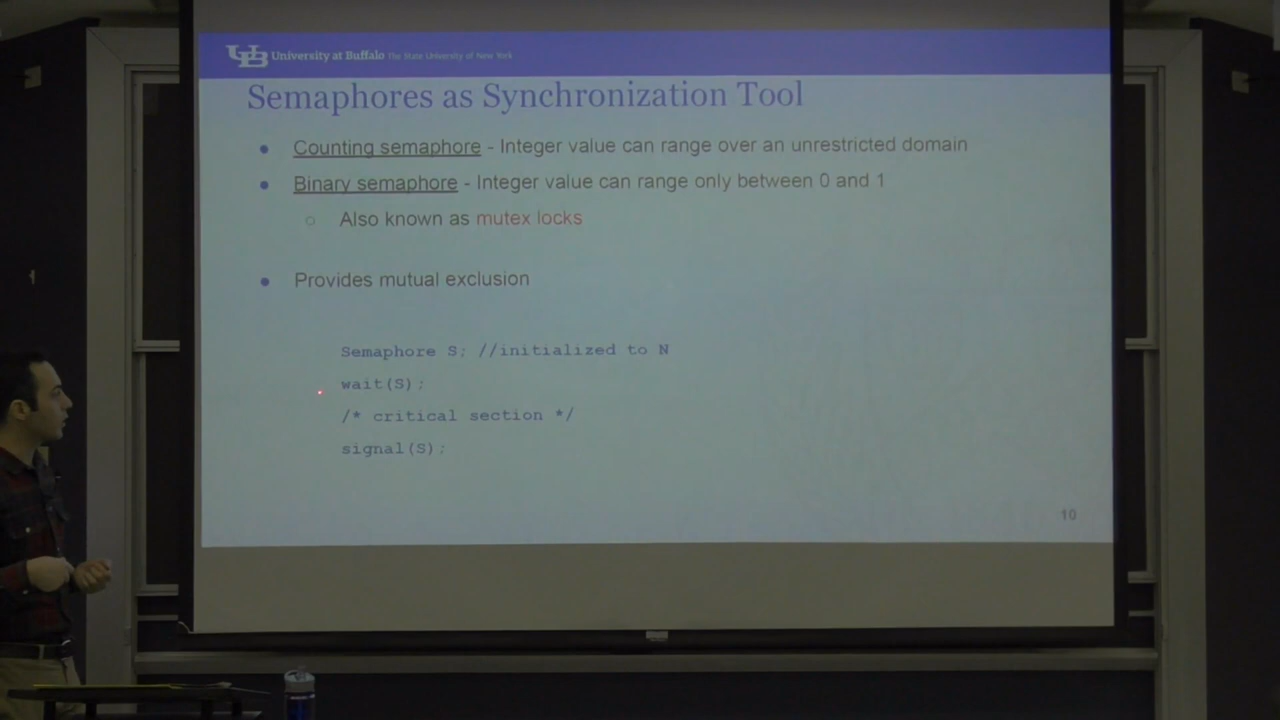 University at Buffalo The State University of New York
Semaphores as Synchronization Tool
● Counting semaphore - Integer value can range over an unrestricted domain
● Binary semaphore - Integer value can range only between 0 and 1
○ Also known as mutex locks
● Provides mutual exclusion
Semaphore S; //initialized to N
wait(S);
/* critical section */
signal(S);
10